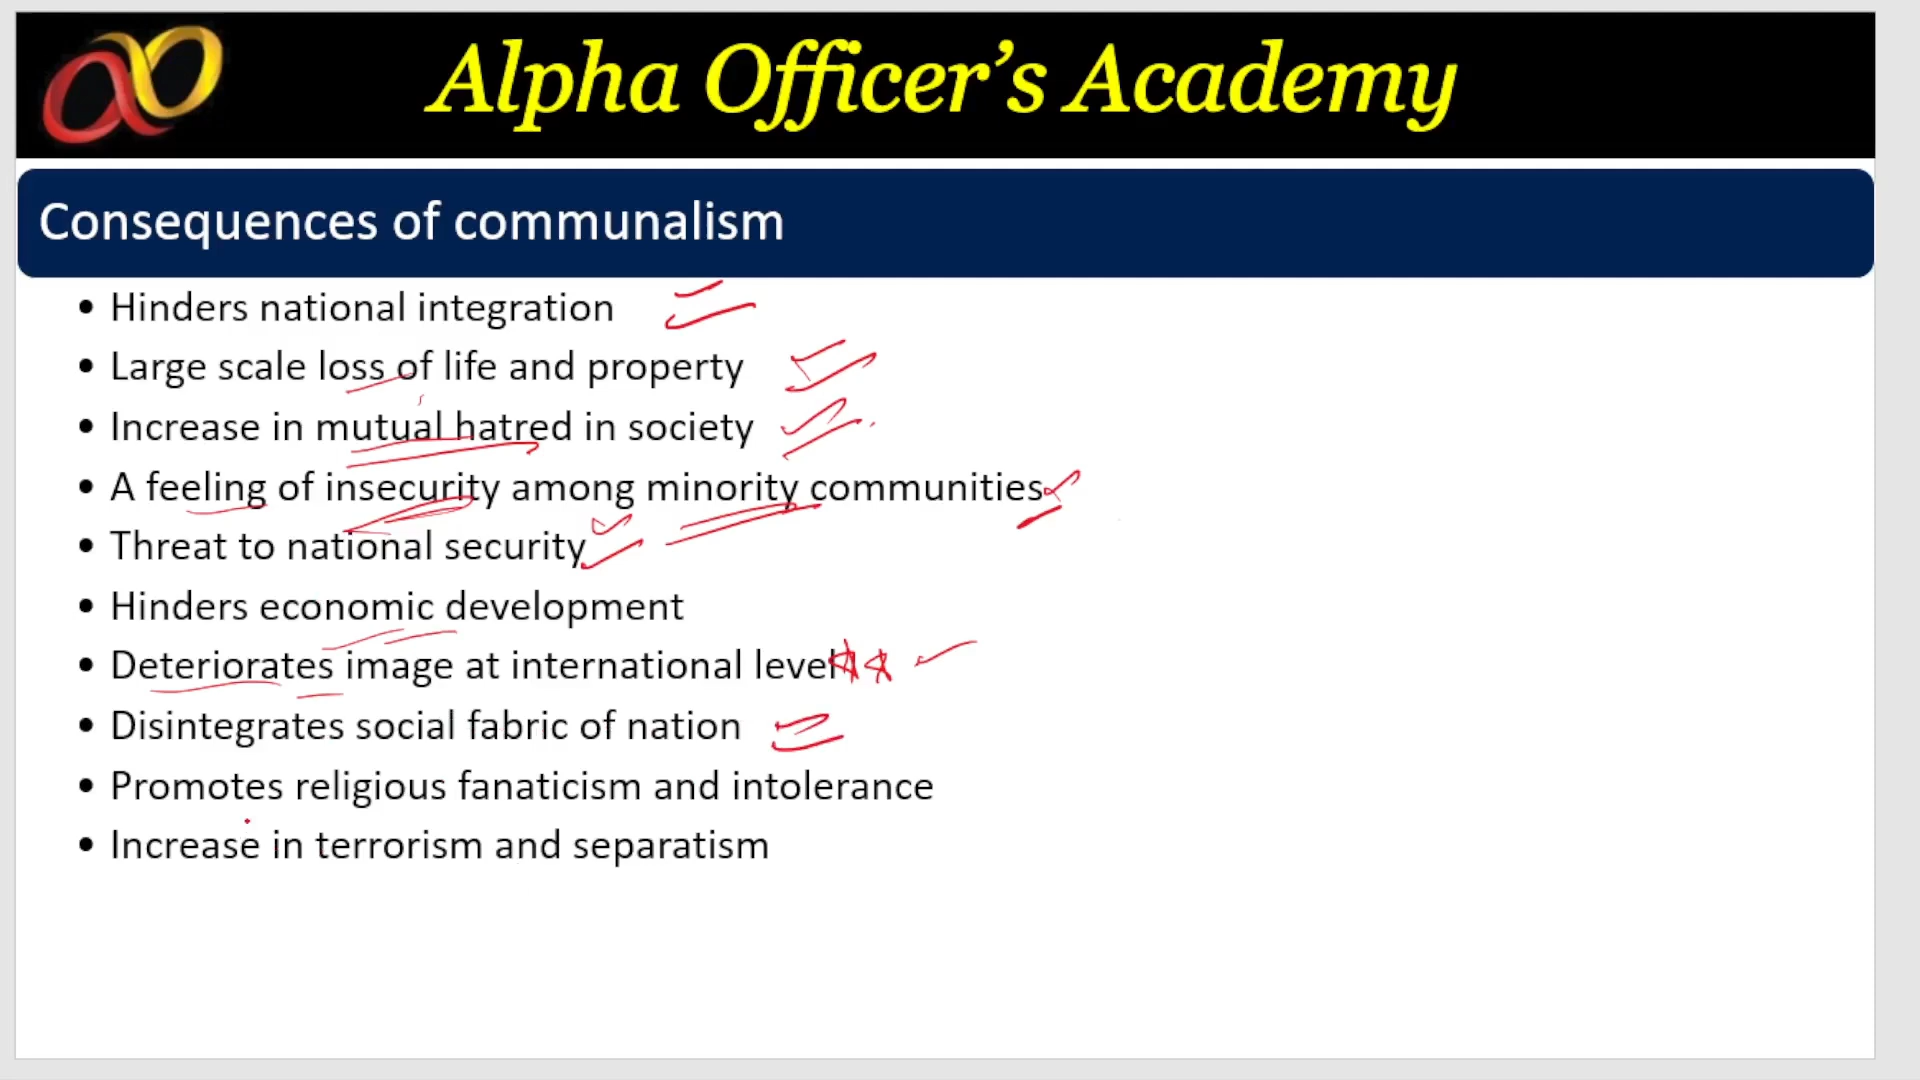 Alpha Officer’s Academy
Consequences of communalism
• Hinders national integration
• Large scale loss of life and property
• Increase in mutual hatred in society
• A feeling of insecurity among minority communities
• Threat to national security
• Hinders economic development
• Deteriorates image at international level
• Disintegrates social fabric of nation
• Promotes religious fanaticism and intolerance
• Increase in terrorism and separatism